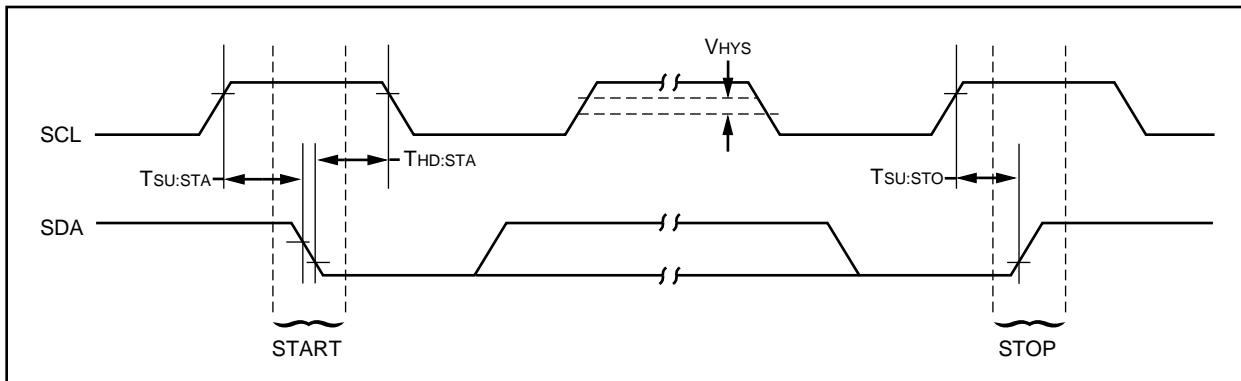 VHYS
SCL
THD:STA
TSU:STA
TSU:STO
SDA
START
STOP